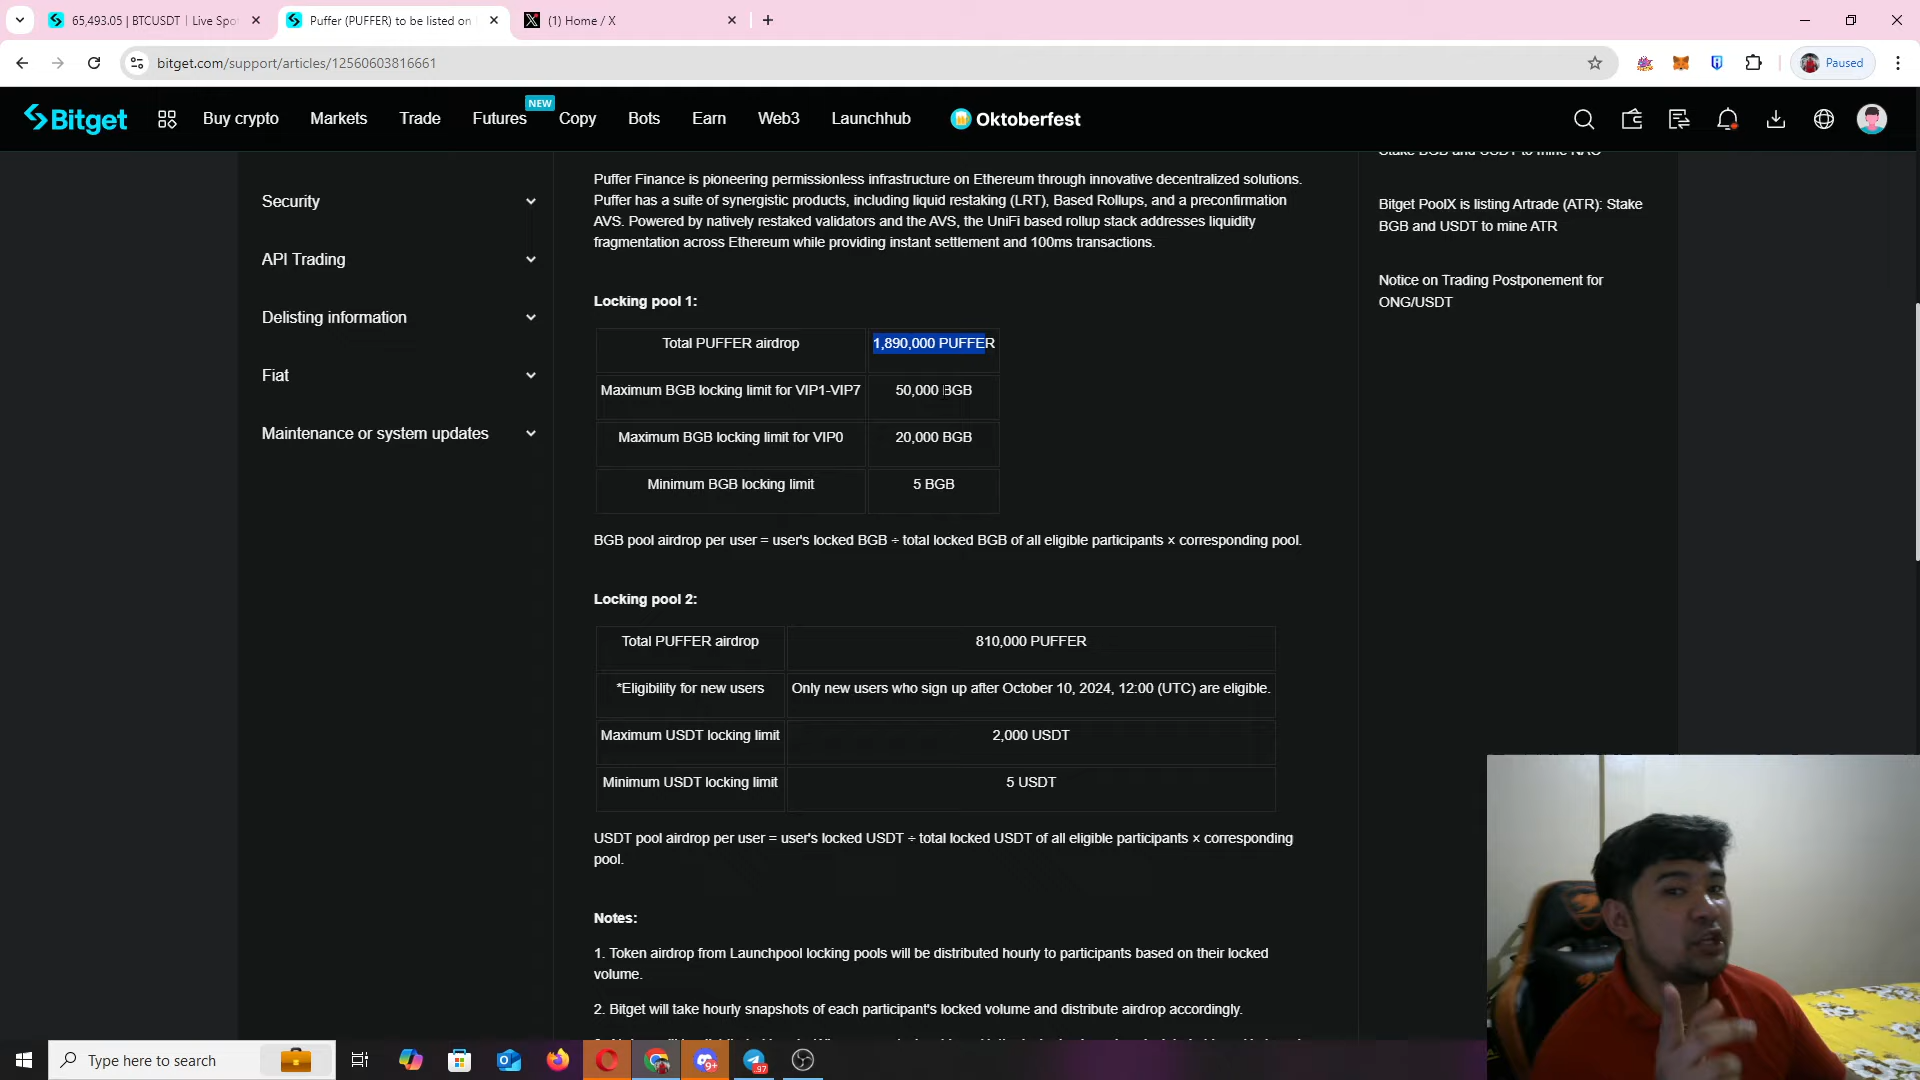 65,493.05 | BTCUSDT | Live Spo
Puffer (PUFFER) to be listed on
(1) Home / X
bitget.com/support/articles/12560603816661
Paused
Bitget
Buy crypto
Markets
Trade
Futures
NEW
Copy
Bots
Earn
Web3
Launchhub
Oktoberfest
Security
API Trading
Delisting information
Fiat
Maintenance or system updates
Puffer Finance is pioneering permissionless infrastructure on Ethereum through innovative decentralized solutions.
Puffer has a suite of synergistic products, including liquid restaking (LRT), Based Rollups, and a preconfirmation
AVS. Powered by natively restaked validators and the AVS, the UniFi based rollup stack addresses liquidity
fragmentation across Ethereum while providing instant settlement and 100ms transactions.
Locking pool 1:
Total PUFFER airdrop 1,890,000 PUFFER
Maximum BGB locking limit for VIP1-VIP7 50,000 BGB
Maximum BGB locking limit for VIP0 20,000 BGB
Minimum BGB locking limit 5 BGB
BGB pool airdrop per user = user's locked BGB ÷ total locked BGB of all eligible participants × corresponding pool.
Locking pool 2:
Total PUFFER airdrop 810,000 PUFFER
*Eligibility for new users Only new users who sign up after October 10, 2024, 12:00 (UTC) are eligible.
Maximum USDT locking limit 2,000 USDT
Minimum USDT locking limit 5 USDT
USDT pool airdrop per user = user's locked USDT ÷ total locked USDT of all eligible participants × corresponding
pool.
Notes:
1. Token airdrop from Launchpool locking pools will be distributed hourly to participants based on their locked
volume.
2. Bitget will take hourly snapshots of each participant's locked volume and distribute airdrop accordingly.
Stake BGB and USDT to mine
Bitget PoolX is listing Artrade (ATR): Stake
BGB and USDT to mine ATR
Notice on Trading Postponement for
ONG/USDT
Type here to search
9+
97